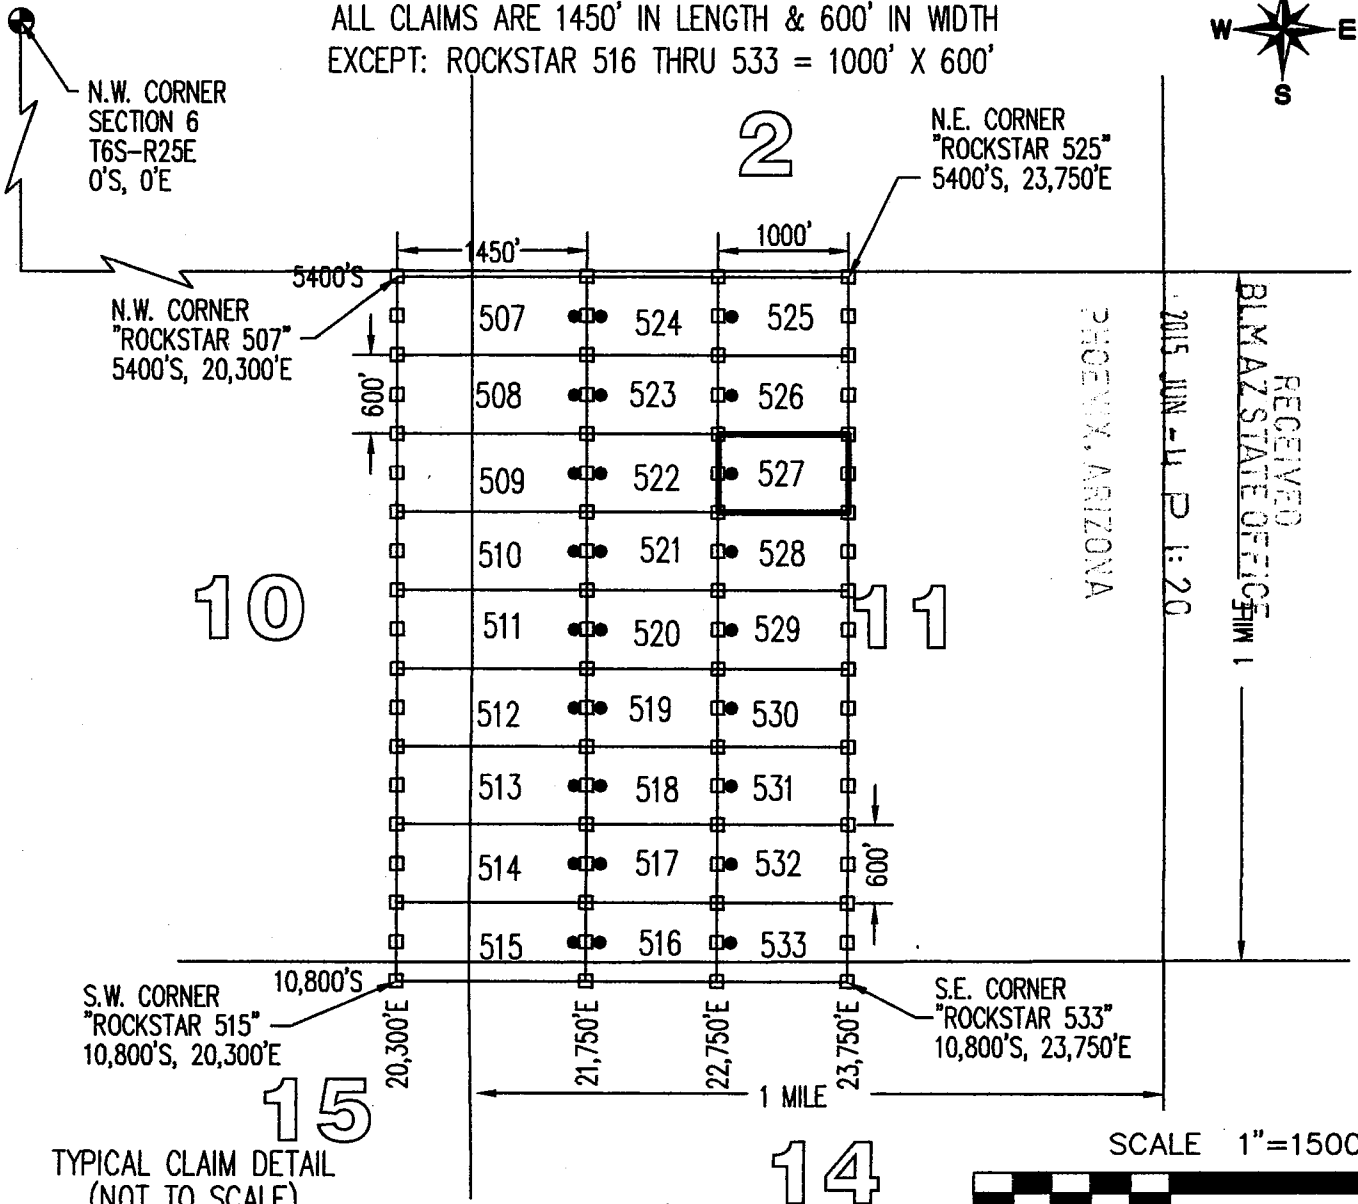 ALL CLAIMS ARE 1450' IN LENGTH & 600' IN WIDTH
EXCEPT: ROCKSTAR 516 THRU 533 = 1000' X 600'
W E
S
N.W. CORNER
SECTION 6
T6S-R25E
0'S, 0'E
2
N.E. CORNER
"ROCKSTAR 525"
5400'S, 23,750'E
1450'
1000'
5400'S
N.W. CORNER
"ROCKSTAR 507"
5400'S, 20,300'E
600'
507 524 525
508 523 526
509 522 527
510 521 528
511 520 529
512 519 530
513 518 531
514 517 532
515 516 533
10
11
600'
RECEIVED
BLM AZ STATE OFFICE
2015 JUN -4 P 1:20
PHOENIX, ARIZONA
1 MILE
10,800'S
S.W. CORNER
"ROCKSTAR 515"
10,800'S, 20,300'E
20,300'E
21,750'E
22,750'E
23,750'E
S.E. CORNER
"ROCKSTAR 533"
10,800'S, 23,750'E
1 MILE
15
14
TYPICAL CLAIM DETAIL
(NOT TO SCALE)
SCALE 1"=1500